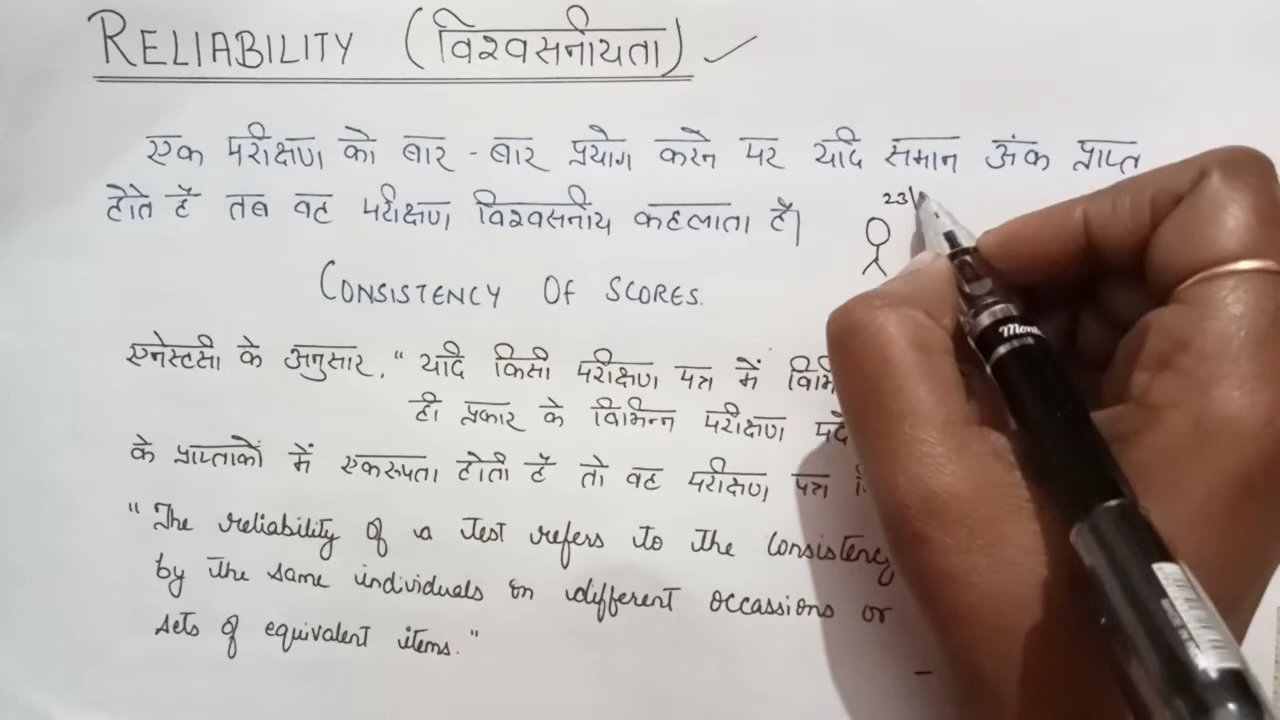 RELIABILITY (विश्वसनीयता)
एक परीक्षण को बार - बार प्रयोग करने पर यदि समान अंक प्राप्त
होते हैं तब वह परीक्षण विश्वसनीय कहलाता है।
23
CONSISTENCY OF SCORES.
एनेस्टसी के अनुसार, "यदि किसी परीक्षण पत्र में
ही प्रकार के विभिन्न परीक्षण
के प्राप्ताकों में एकरूपता होती है तो वह परीक्षण पत्र
"The reliability of a test refers to the consistency
by the same individuals on different occassions or
sets of equivalent items."